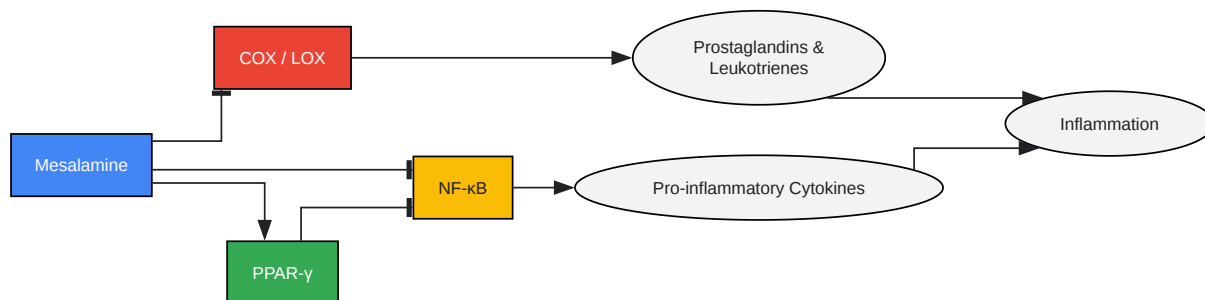 COX / LOX
Prostaglandins &
Leukotrienes
Inflammation
Mesalamine
NF-κB
Pro-inflammatory Cytokines
PPAR-γ